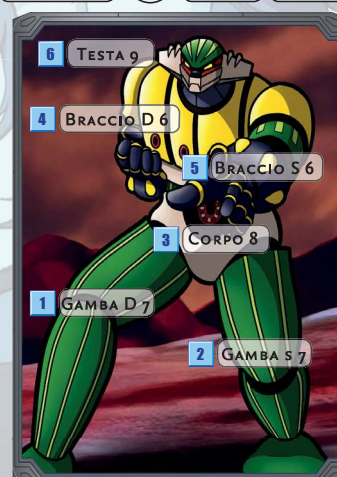 6 TESTA 9
4 BRACCIO D 6
5 BRACCIO S 6
3 CORPO 8
1 GAMBA D 7
2 GAMBA S 7